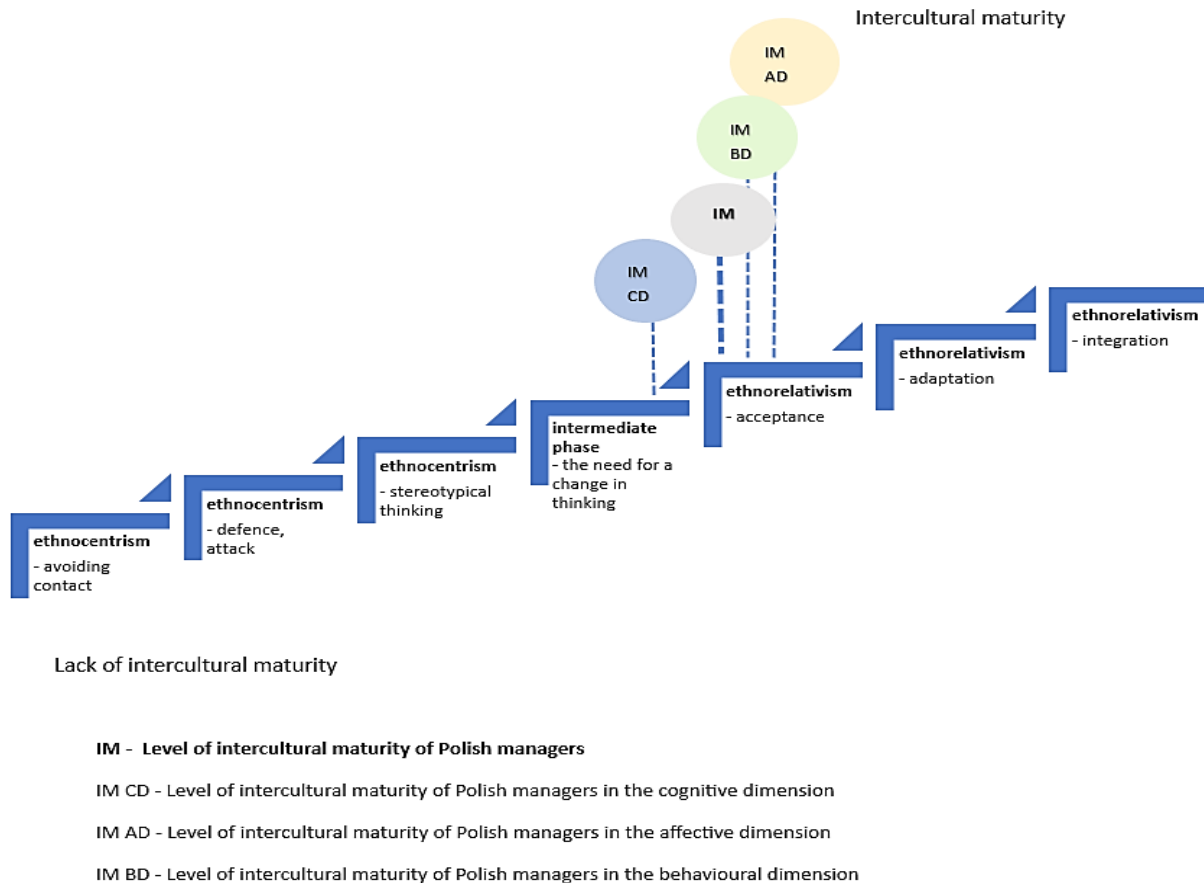 Intercultural maturity
IM
AD
IM
BD
IM
IM
CD
ethnorelativism
- integration
ethnorelativism
- adaptation
ethnorelativism
- acceptance
intermediate
phase
- the need for a
change in
thinking
ethnocentrism
- stereotypical
thinking
ethnocentrism
- defence,
attack
ethnocentrism
- avoiding
contact
Lack of intercultural maturity
IM - Level of intercultural maturity of Polish managers
IM CD - Level of intercultural maturity of Polish managers in the cognitive dimension
IM AD - Level of intercultural maturity of Polish managers in the affective dimension
IM BD - Level of intercultural maturity of Polish managers in the behavioural dimension